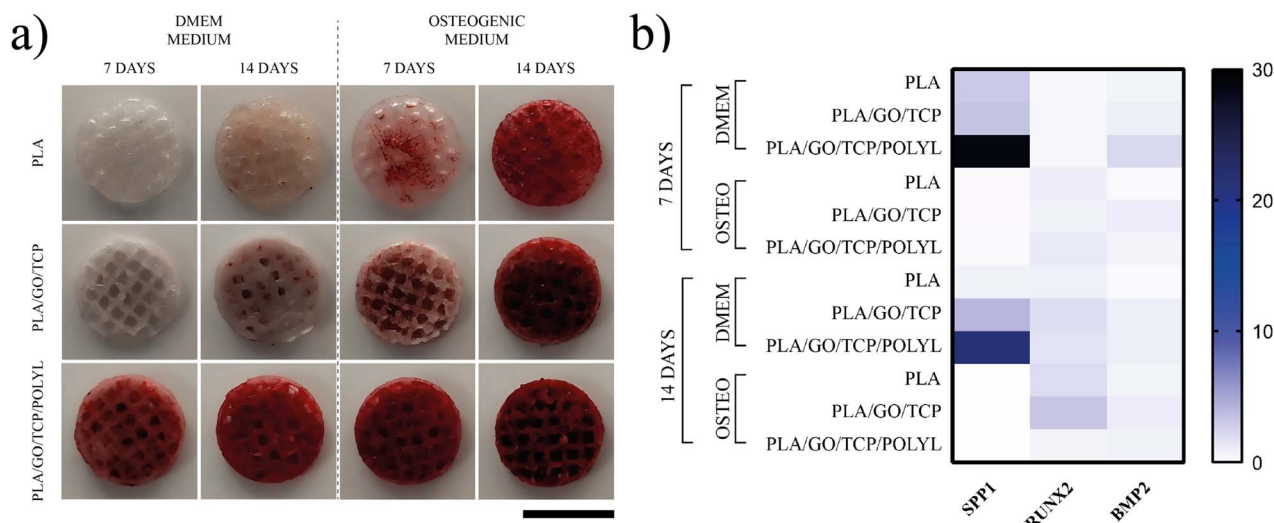 a)
DMEM
MEDIUM
OSTEOGENIC
MEDIUM
7 DAYS
14 DAYS
7 DAYS
14 DAYS
PLA
PLA/GO/TCP
PLA/GO/TCP/POLYL
b)
7 DAYS
DMEM
PLA
PLA/GO/TCP
PLA/GO/TCP/POLYL
OSTEO
PLA
PLA/GO/TCP
PLA/GO/TCP/POLYL
14 DAYS
DMEM
PLA
PLA/GO/TCP
PLA/GO/TCP/POLYL
OSTEO
PLA
PLA/GO/TCP
PLA/GO/TCP/POLYL
SPP1
RUNX2
BMP2
30
20
10
0